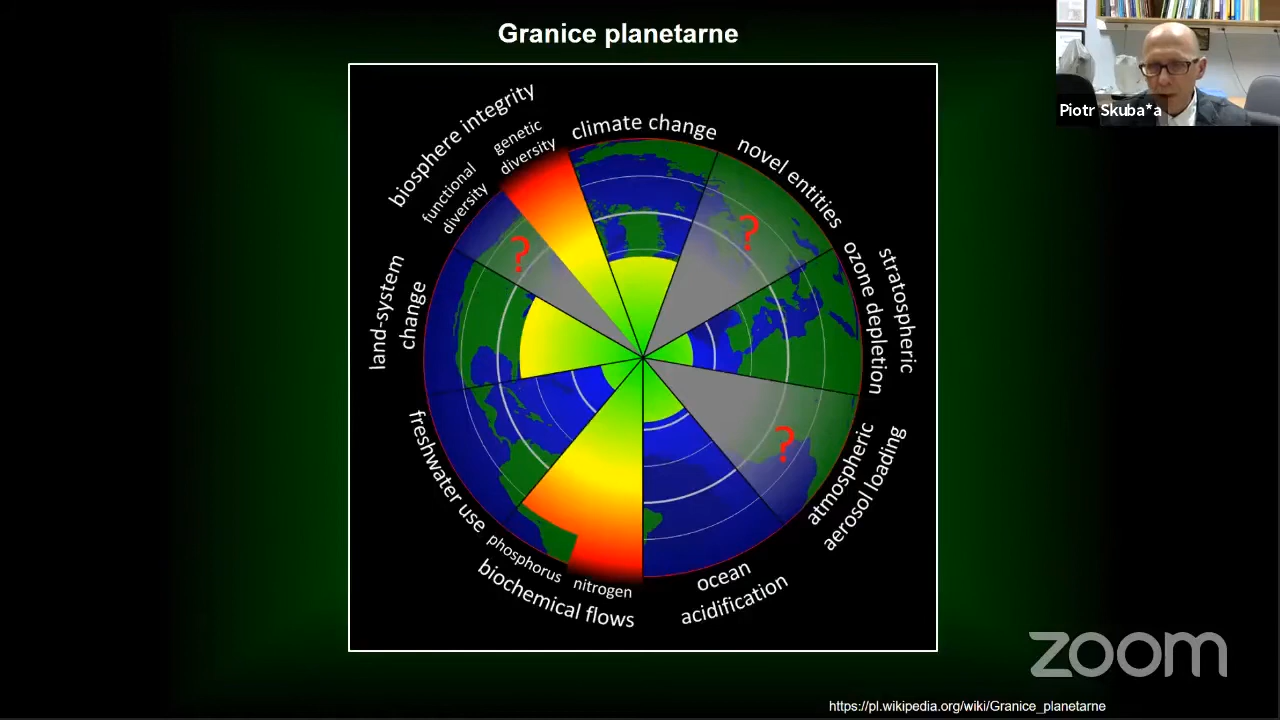 Granice planetarne
Piotr Skuba*a
biosphere integrity
genetic
diversity
functional
diversity
climate change
novel entities
?
?
stratospheric
ozone depletion
land-system
change
?
atmospheric
aerosol loading
freshwater use
phosphorus
nitrogen
biochemical flows
ocean
acidification
zoom
https://pl.wikipedia.org/wiki/Granice_planetarne